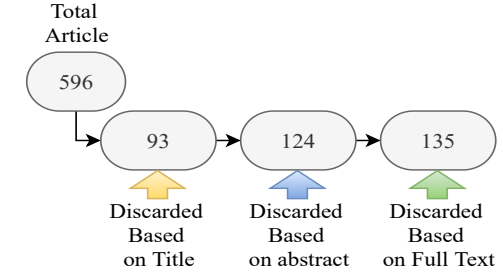 Total
Article
596
93
124
135
Discarded
Based
on Title
Discarded
Based
on abstract
Discarded
Based
on Full Text